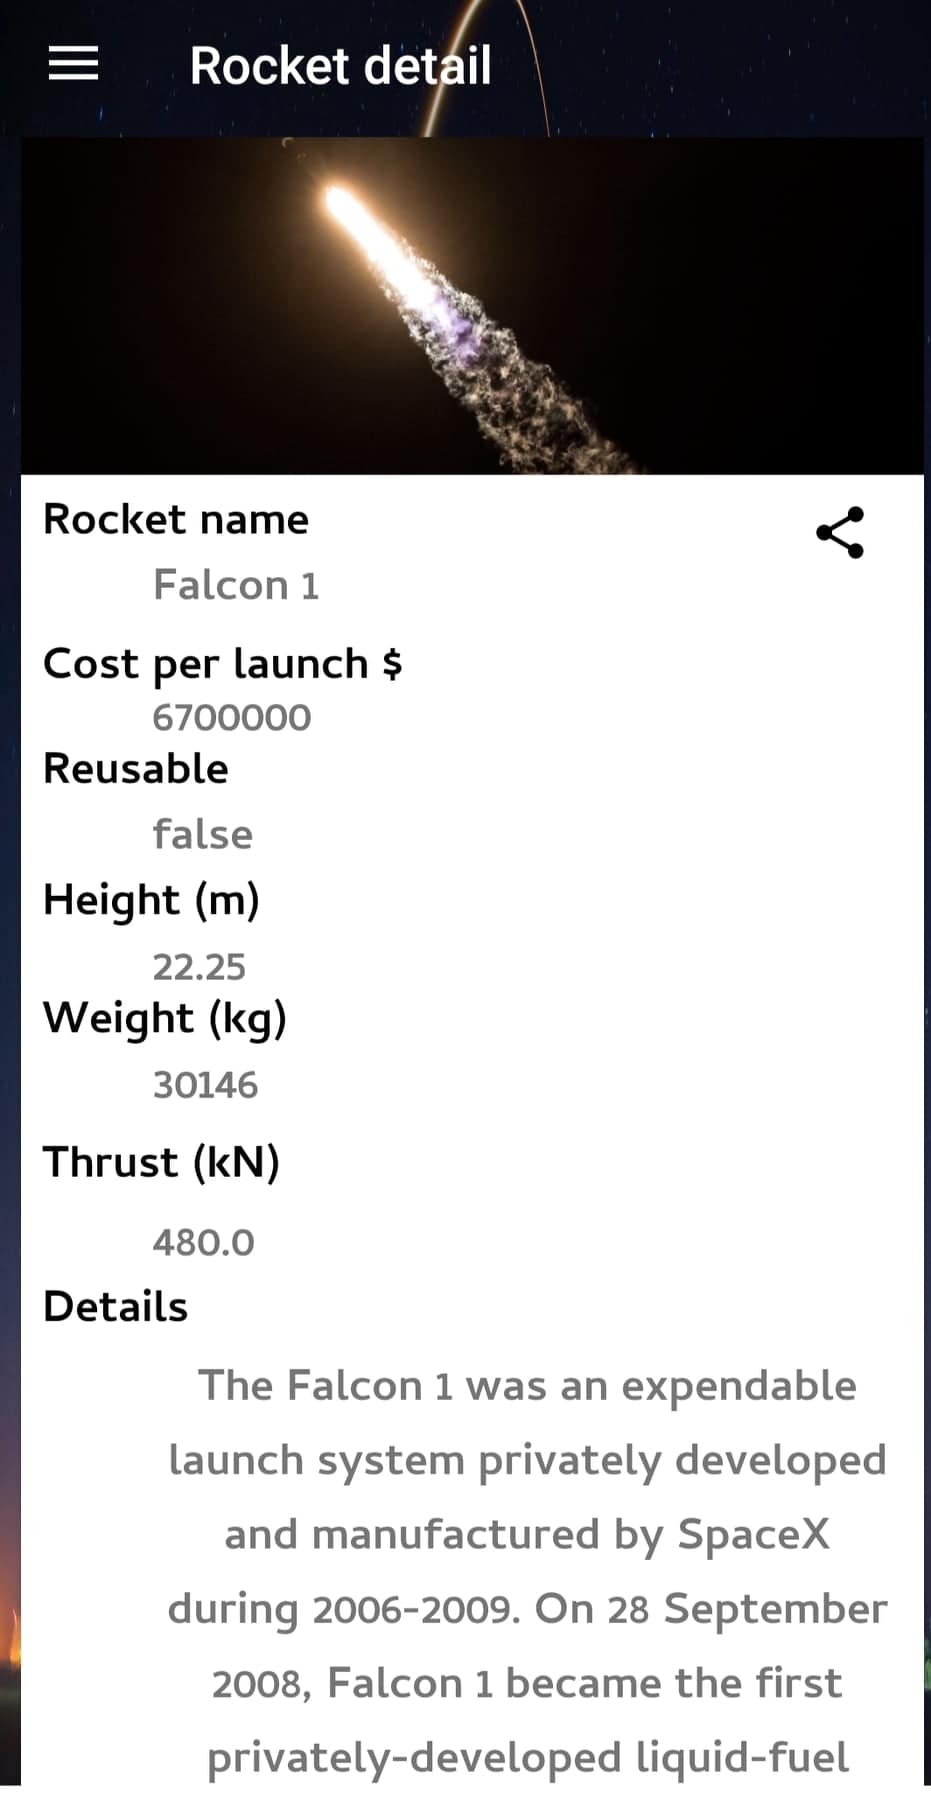 Rocket detail
Rocket name
Falcon 1
Cost per launch $
6700000
Reusable
false
Height (m)
22.25
Weight (kg)
30146
Thrust (kN)
480.0
Details
The Falcon 1 was an expendable
launch system privately developed
and manufactured by SpaceX
during 2006-2009. On 28 September
2008, Falcon 1 became the first
privately-developed liquid-fuel